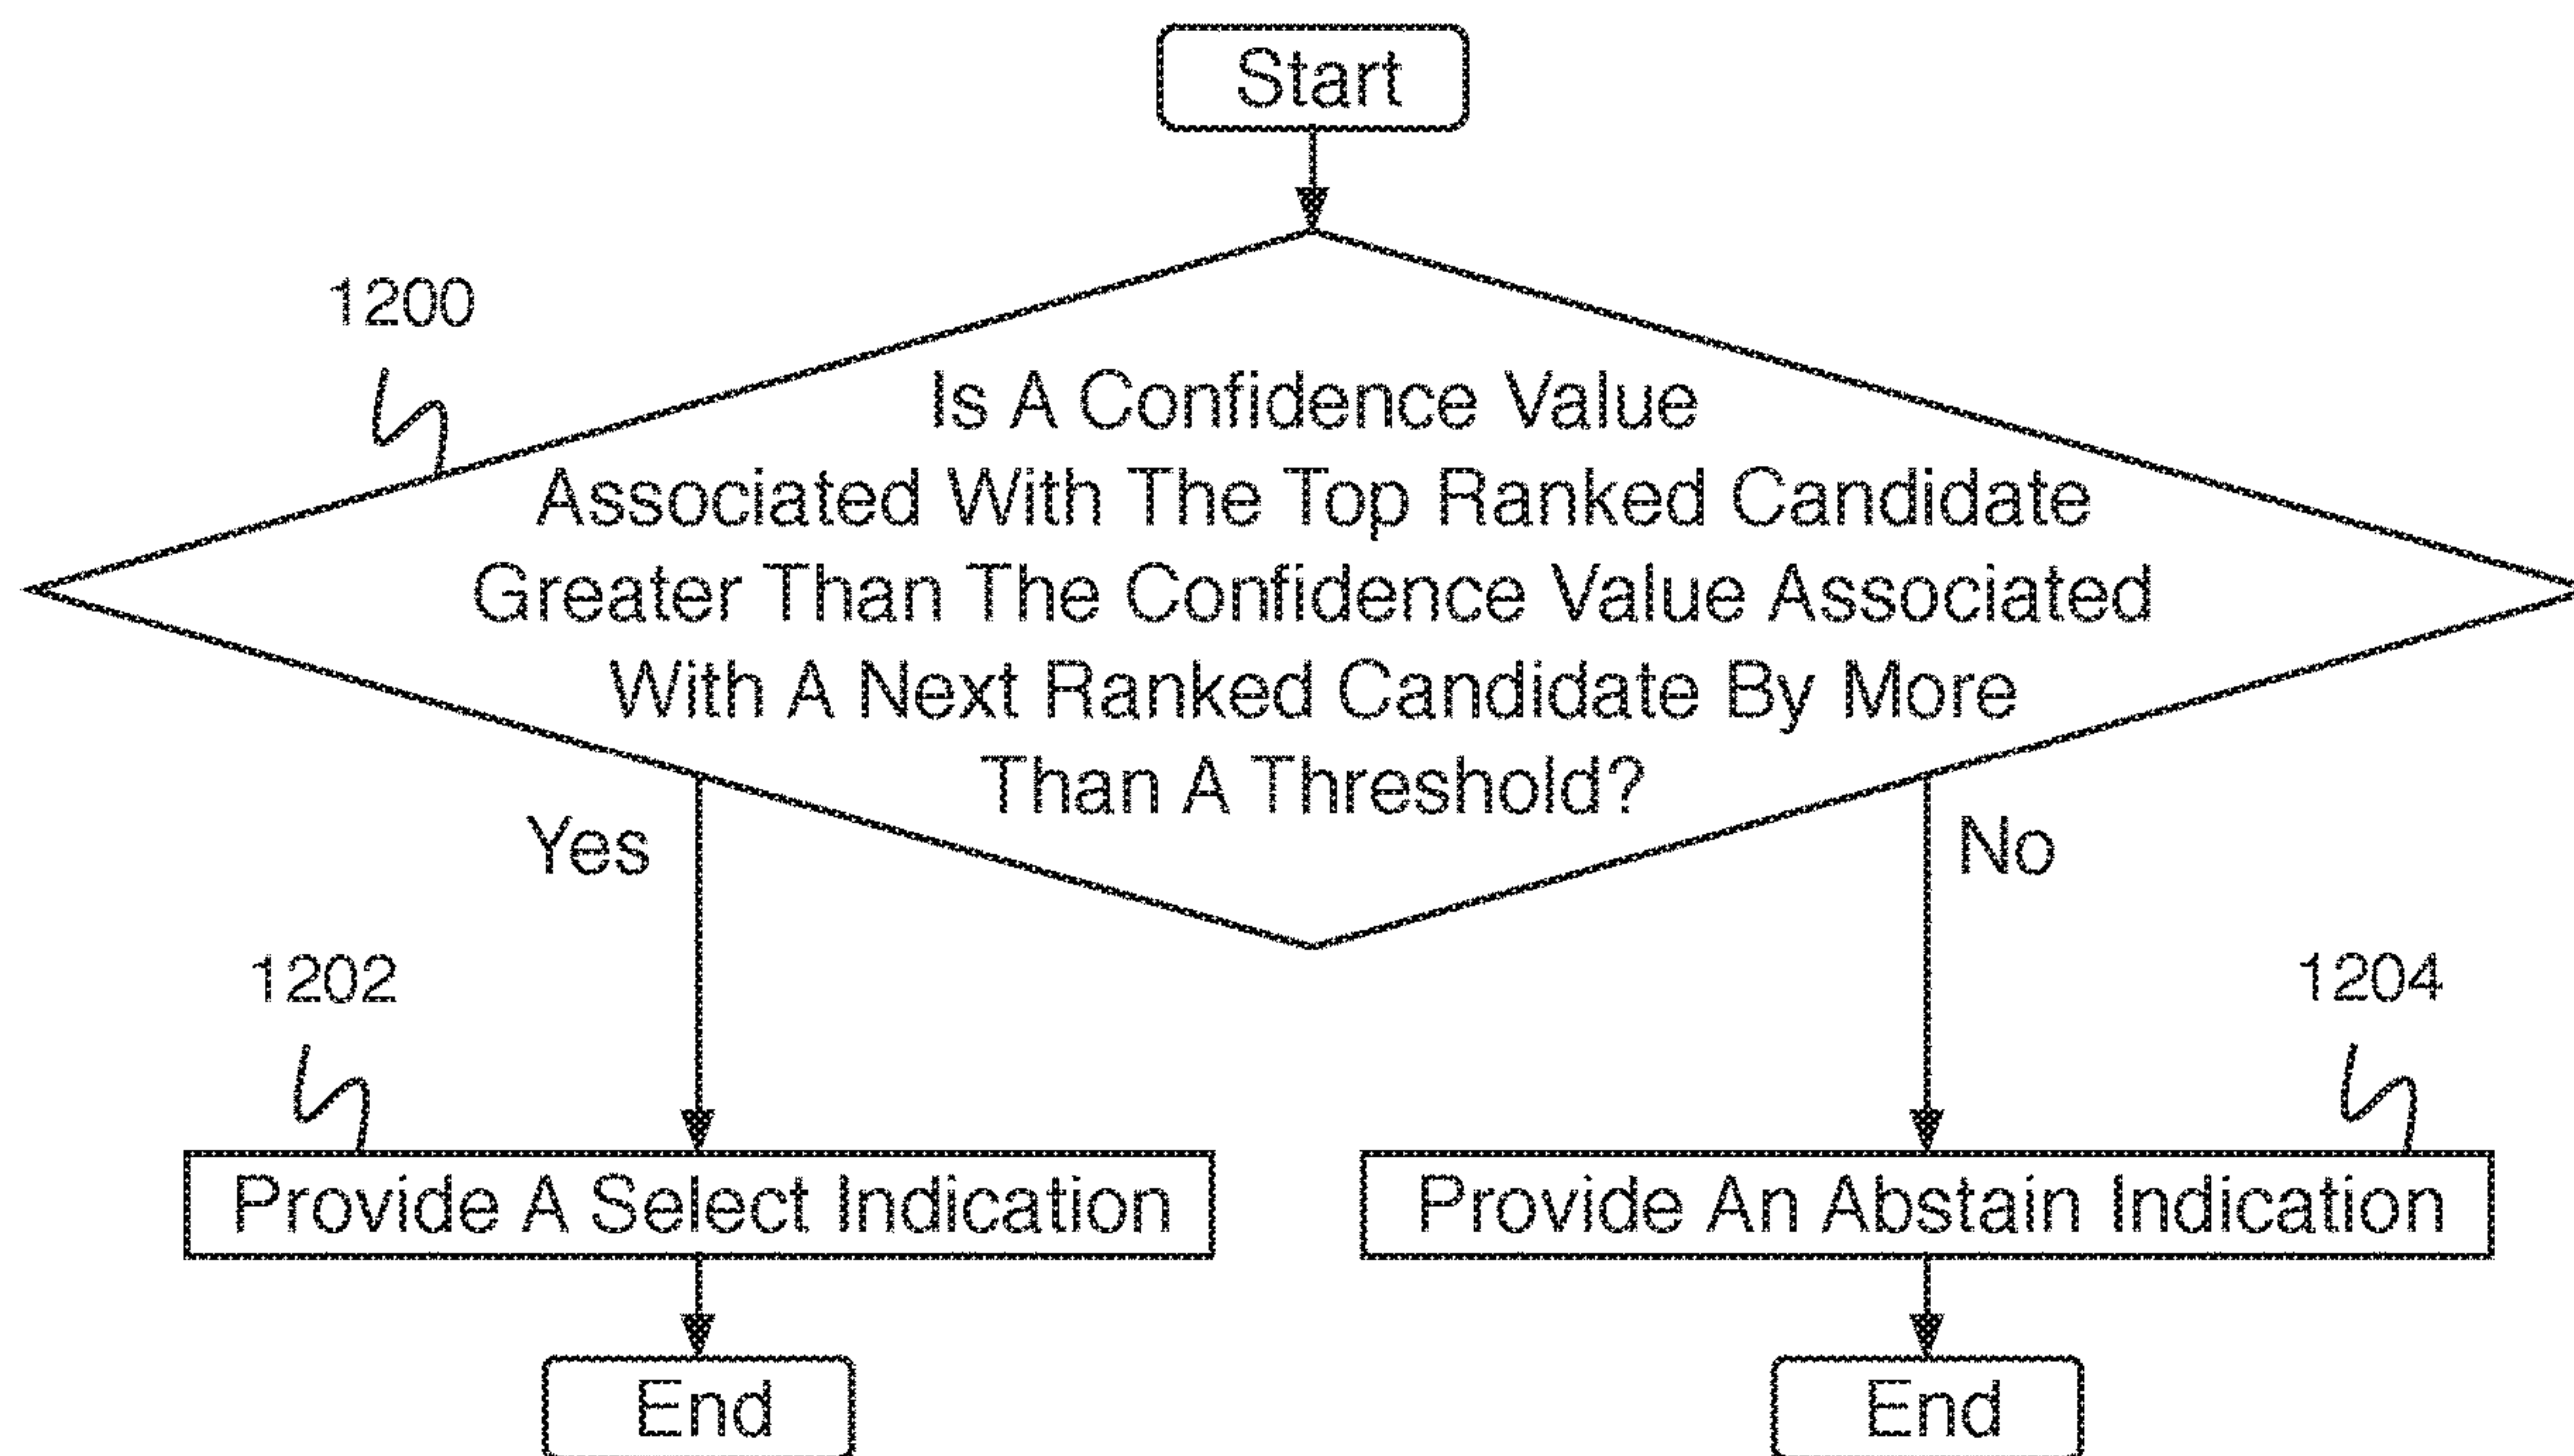 Start
1200
Is A Confidence Value
Associated With The Top Ranked Candidate
Greater Than The Confidence Value Associated
With A Next Ranked Candidate By More
Than A Threshold?
Yes
No
1202
1204
Provide A Select Indication
Provide An Abstain Indication
End
End